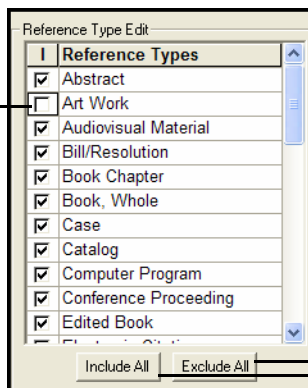 Reference Type Edit
I Reference Types
Abstract
Art Work
Audiovisual Material
Bill/Resolution
Book Chapter
Book, Whole
Case
Catalog
Computer Program
Conference Proceeding
Edited Book
Include All Exclude All